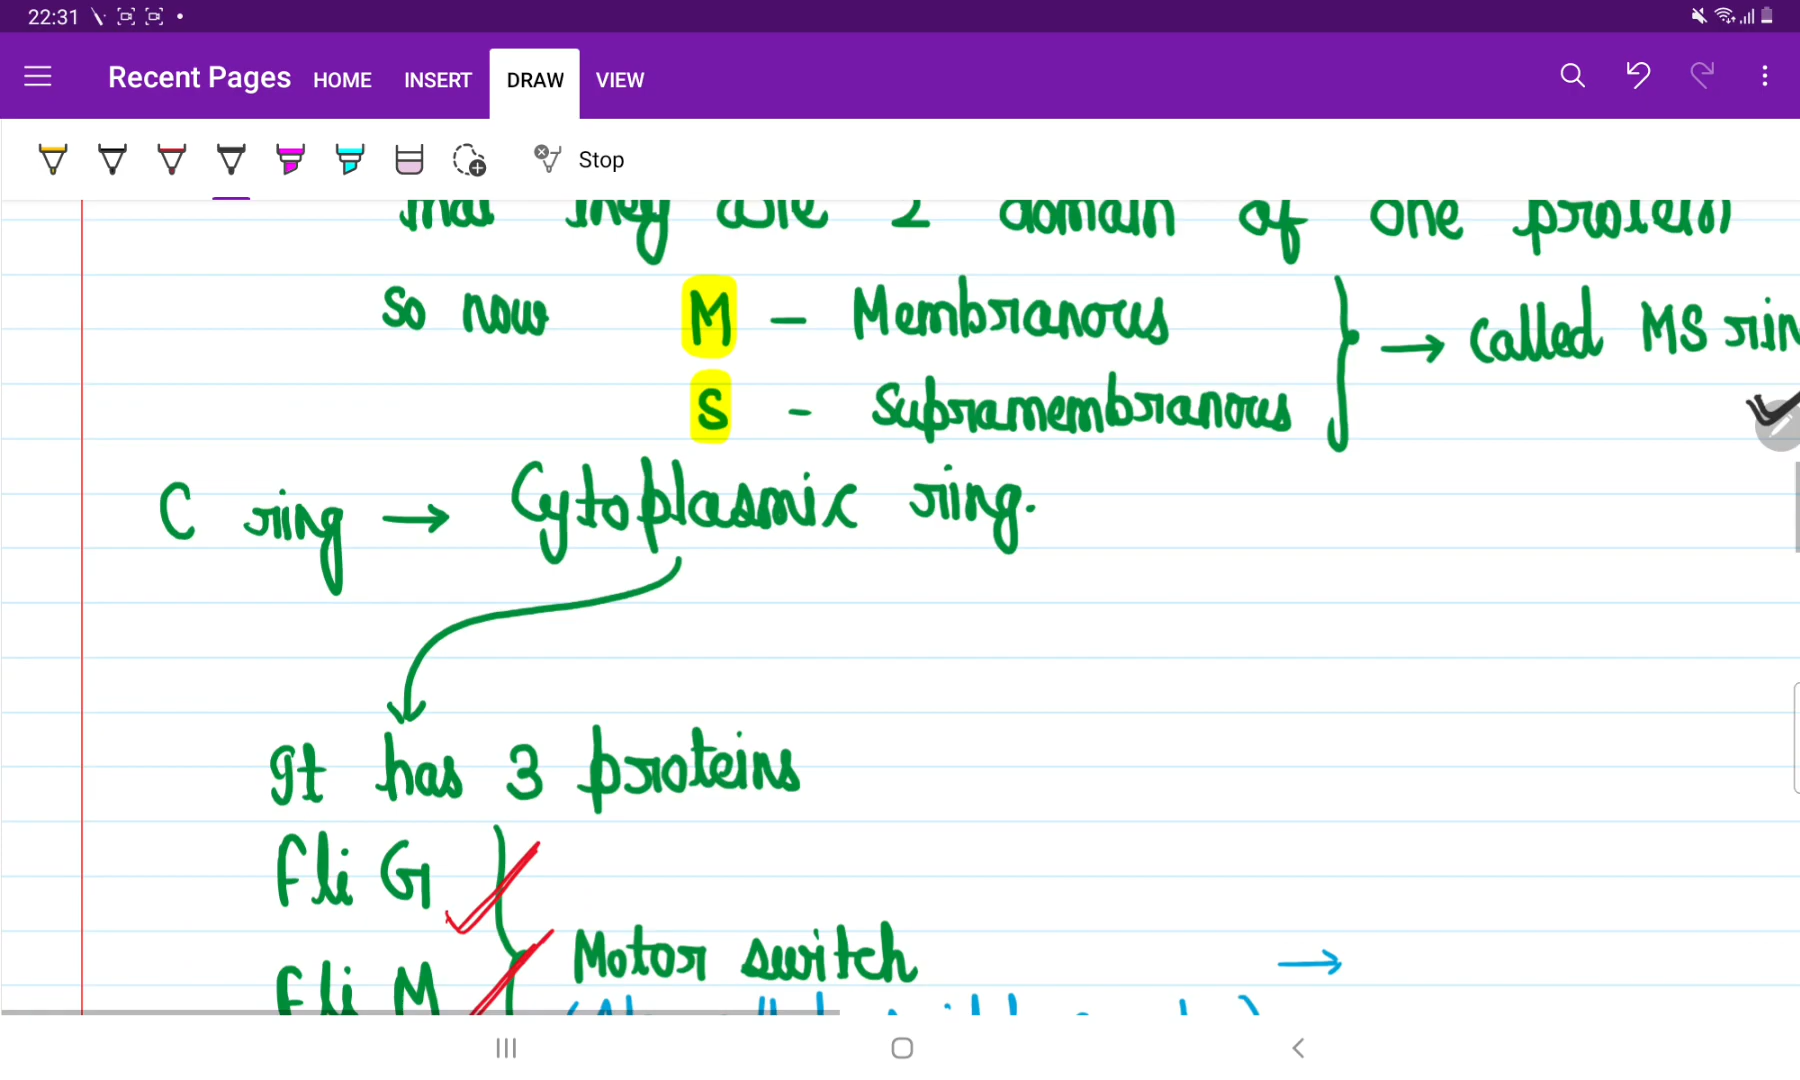 22:31
Recent Pages HOME INSERT DRAW VIEW
Stop
that they are 2 domain of one protein
So now M - Membranous
S - Supramembranous
→ called MS rin
C ring → Cytoplasmic ring.
It has 3 proteins
Fli G
Fli M
Motor switch
→